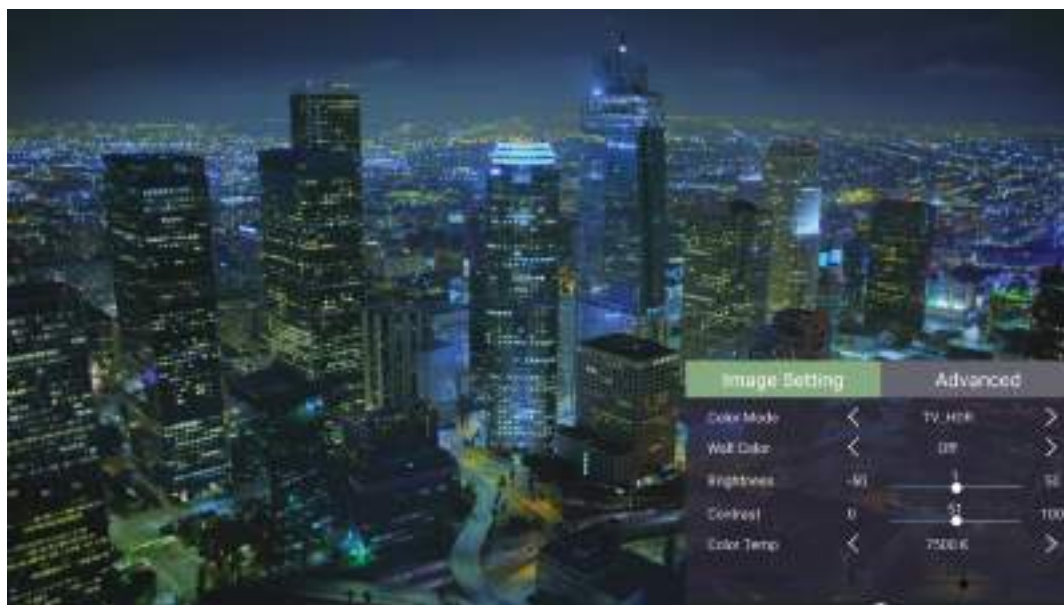 Image Setting Advanced
Color Mode < TV_HDR >
Wall Color < Off >
Brightness -50 1 50
Contrast 0 51 100
Color Temp < 7500 K >